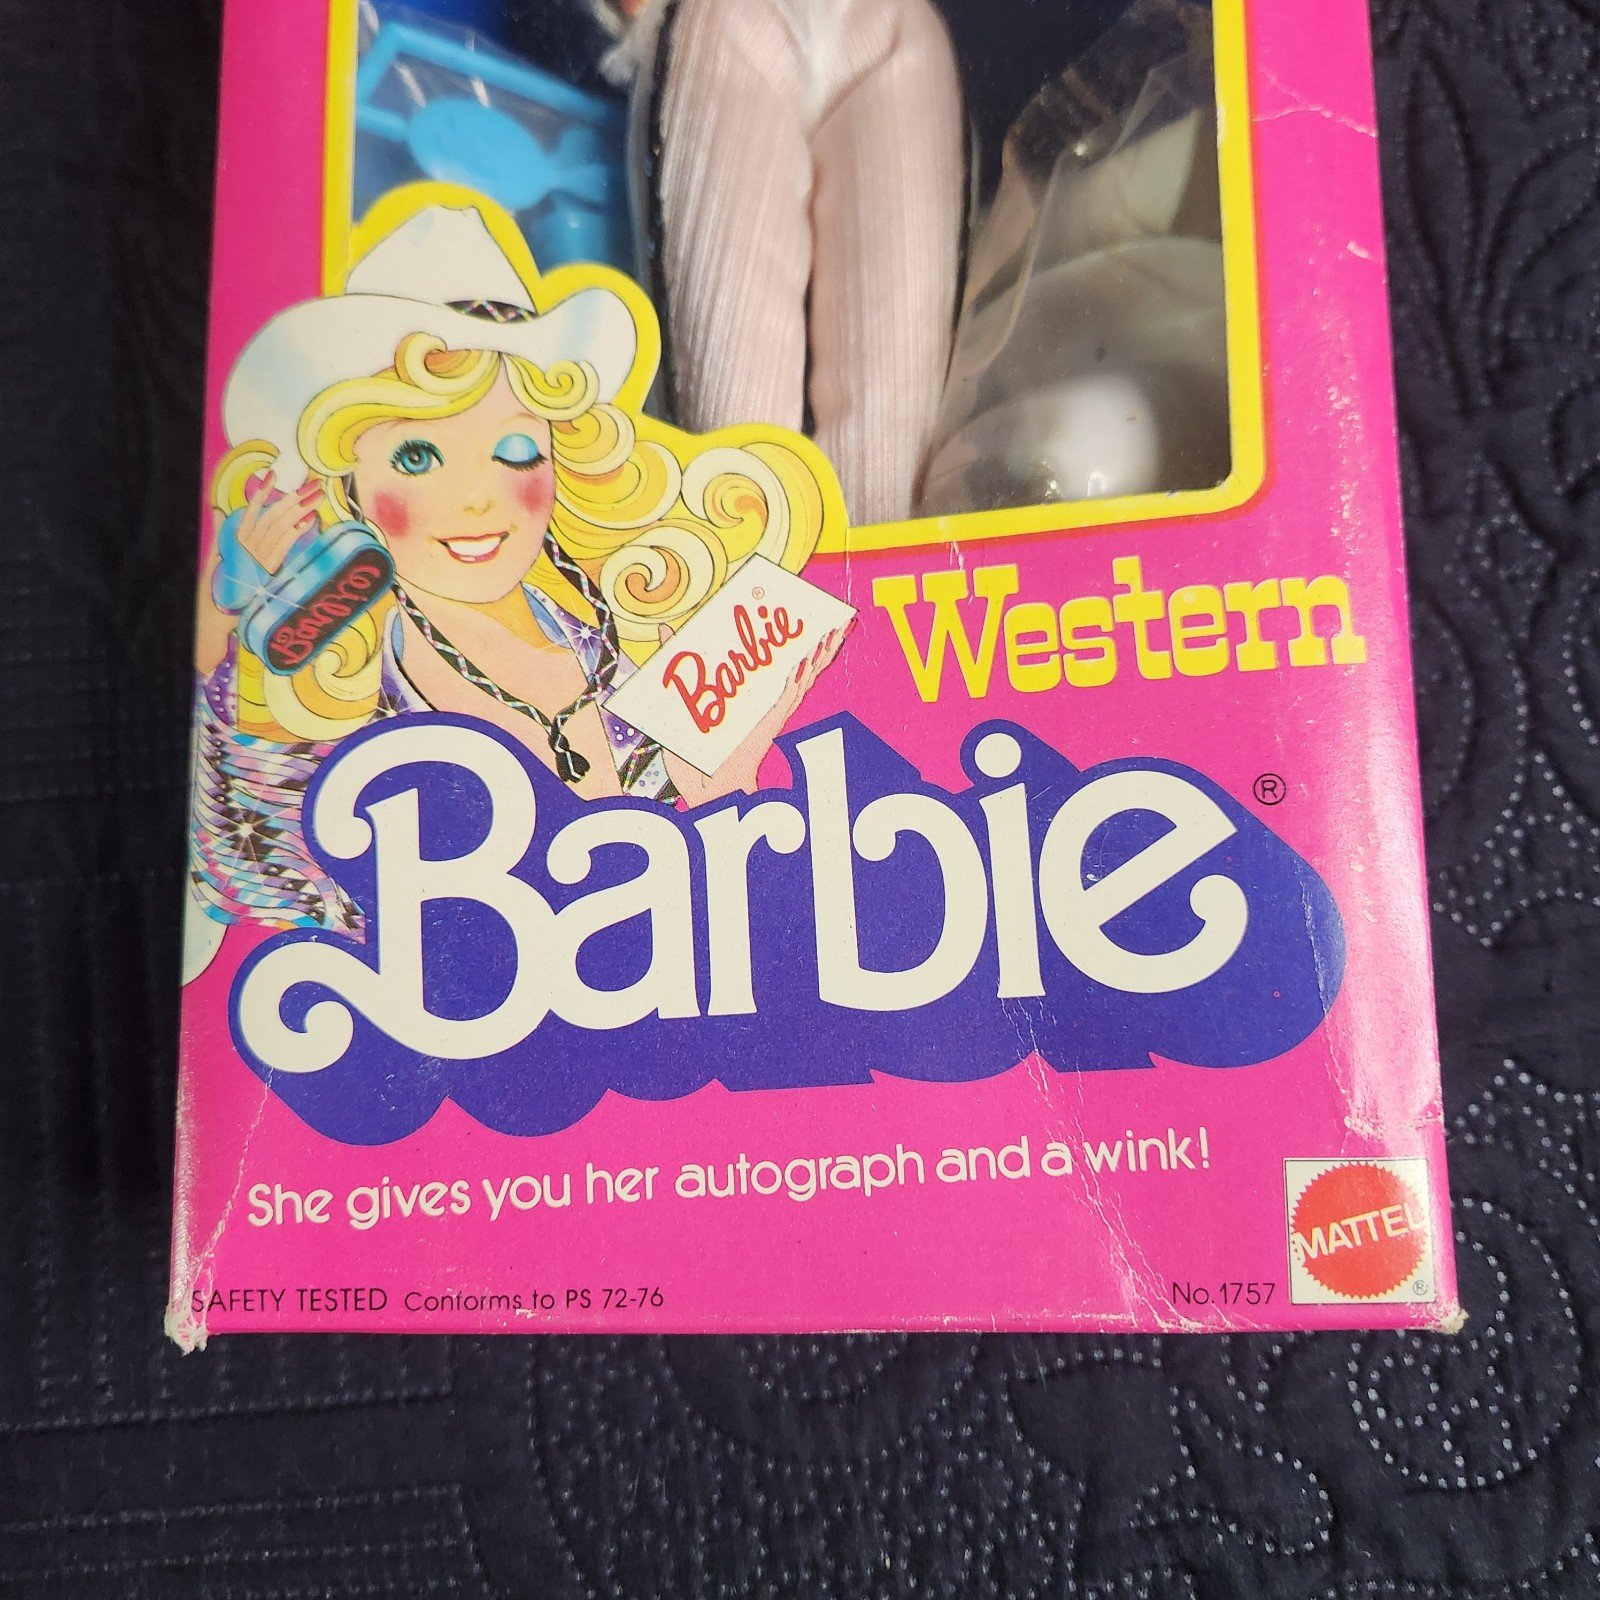 Barbie®
Barbie
Western
Barbie®
She gives you her autograph and a wink!
SAFETY TESTED Conforms to PS 72-76
No. 1757
MATTEL®